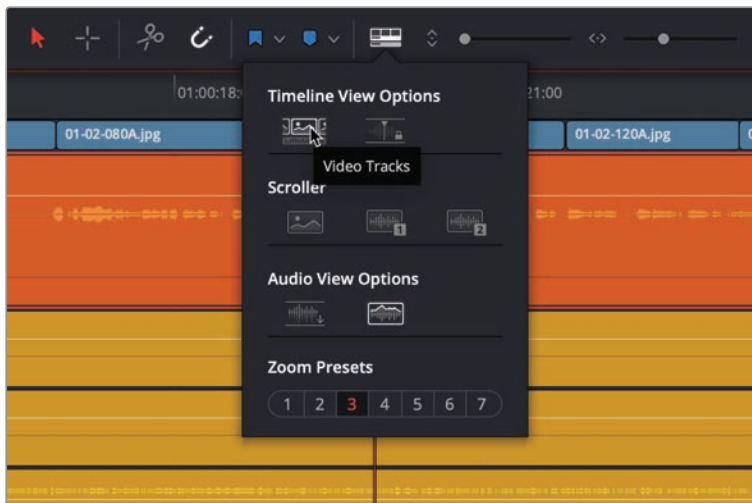 01:00:18:
21:00
Timeline View Options
01-02-080A.jpg
01-02-120A.jpg
Video Tracks
Scroller
1
2
Audio View Options
Zoom Presets
1 2 3 4 5 6 7